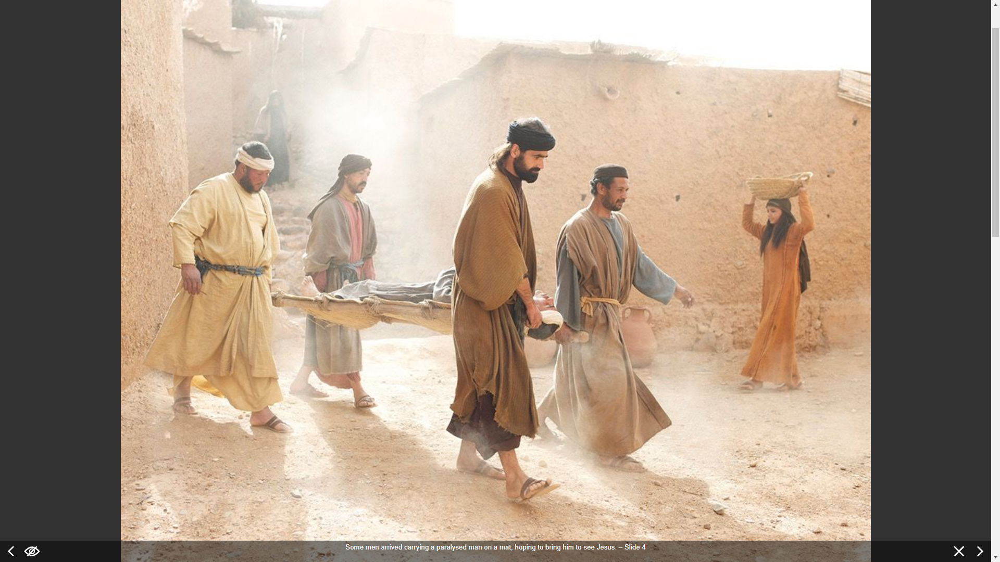 Some men arrived carrying a paralysed man on a mat, hoping to bring him to see Jesus. – Slide 4